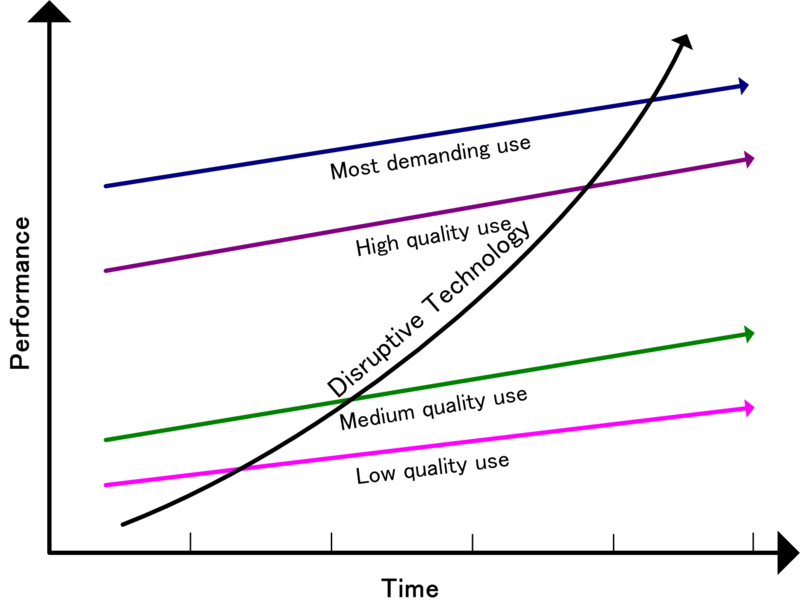 Most demanding use
High quality use
Disruptive Technology
Medium quality use
Low quality use
Performance
Time